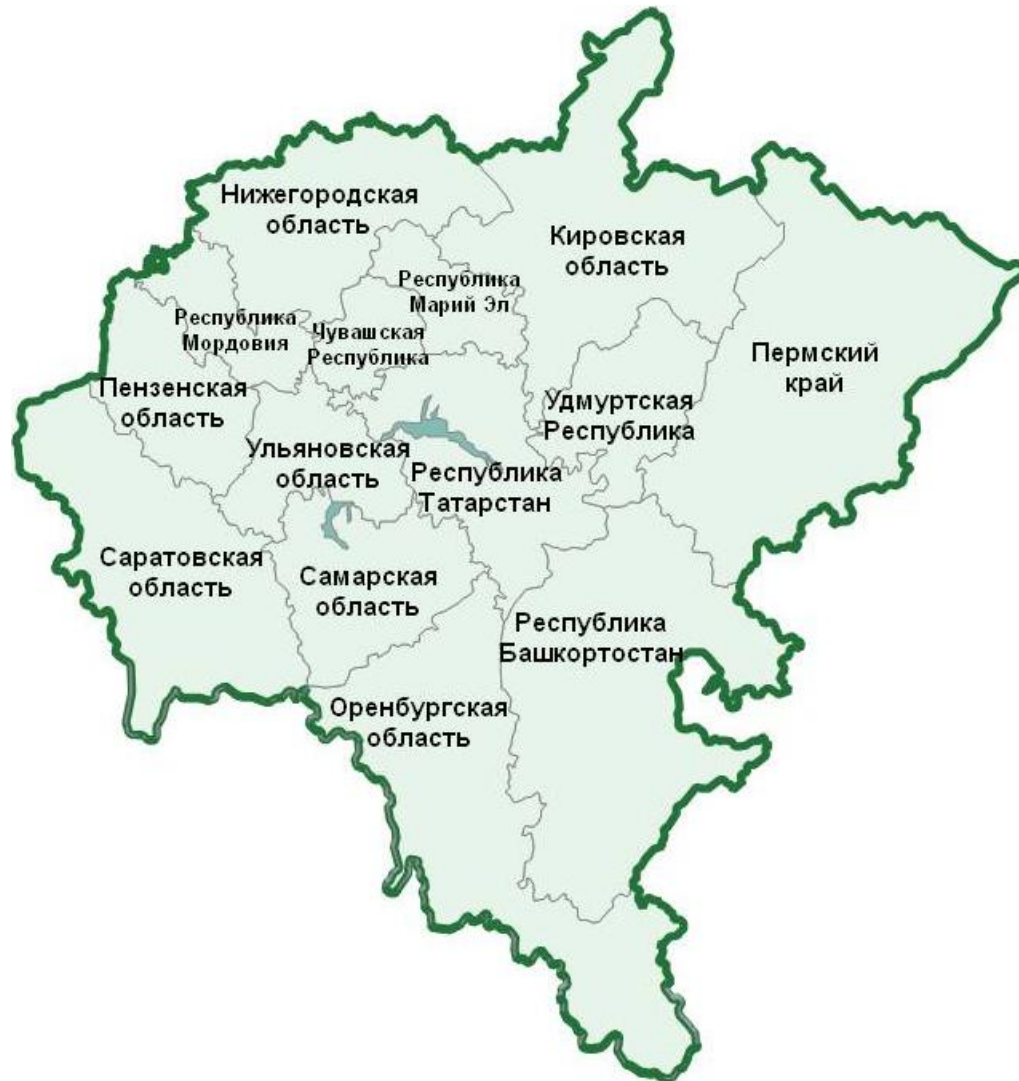 Нижегородская
область
Кировская
область
Республика
Марий Эл
Республика
Мордовия
Чувашская
Республика
Пермский
край
Пензенская
область
Удмуртская
Республика
Ульяновская
область
Республика
Татарстан
Саратовская
область
Самарская
область
Республика
Башкортостан
Оренбургская
область